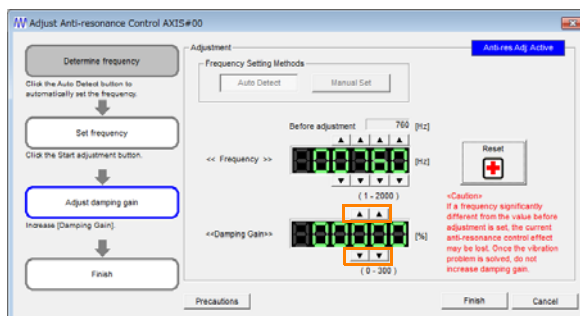 Adjust Anti-resonance Control AXIS#00
Determine frequency
Click the Auto Detect button to
automatically set the frequency.
Set frequency
Click the Start adjustment button.
Adjust damping gain
Increase [Damping Gain].
Finish
Adjustment
Anti-res Adj Active
Frequency Setting Methods
Auto Detect
Manual Set
Before adjustment 760 [Hz]
<< Frequency >> 00760 [Hz]
( 1 - 2000 )
<<Damping Gain>> 00000 [%]
( 0 - 300 )
Reset
<Caution>
If a frequency significantly
different from the value before
adjustment is set, the current
anti-resonance control effect
may be lost. Once the vibration
problem is solved, do not
increase damping gain.
Precautions
Finish
Cancel